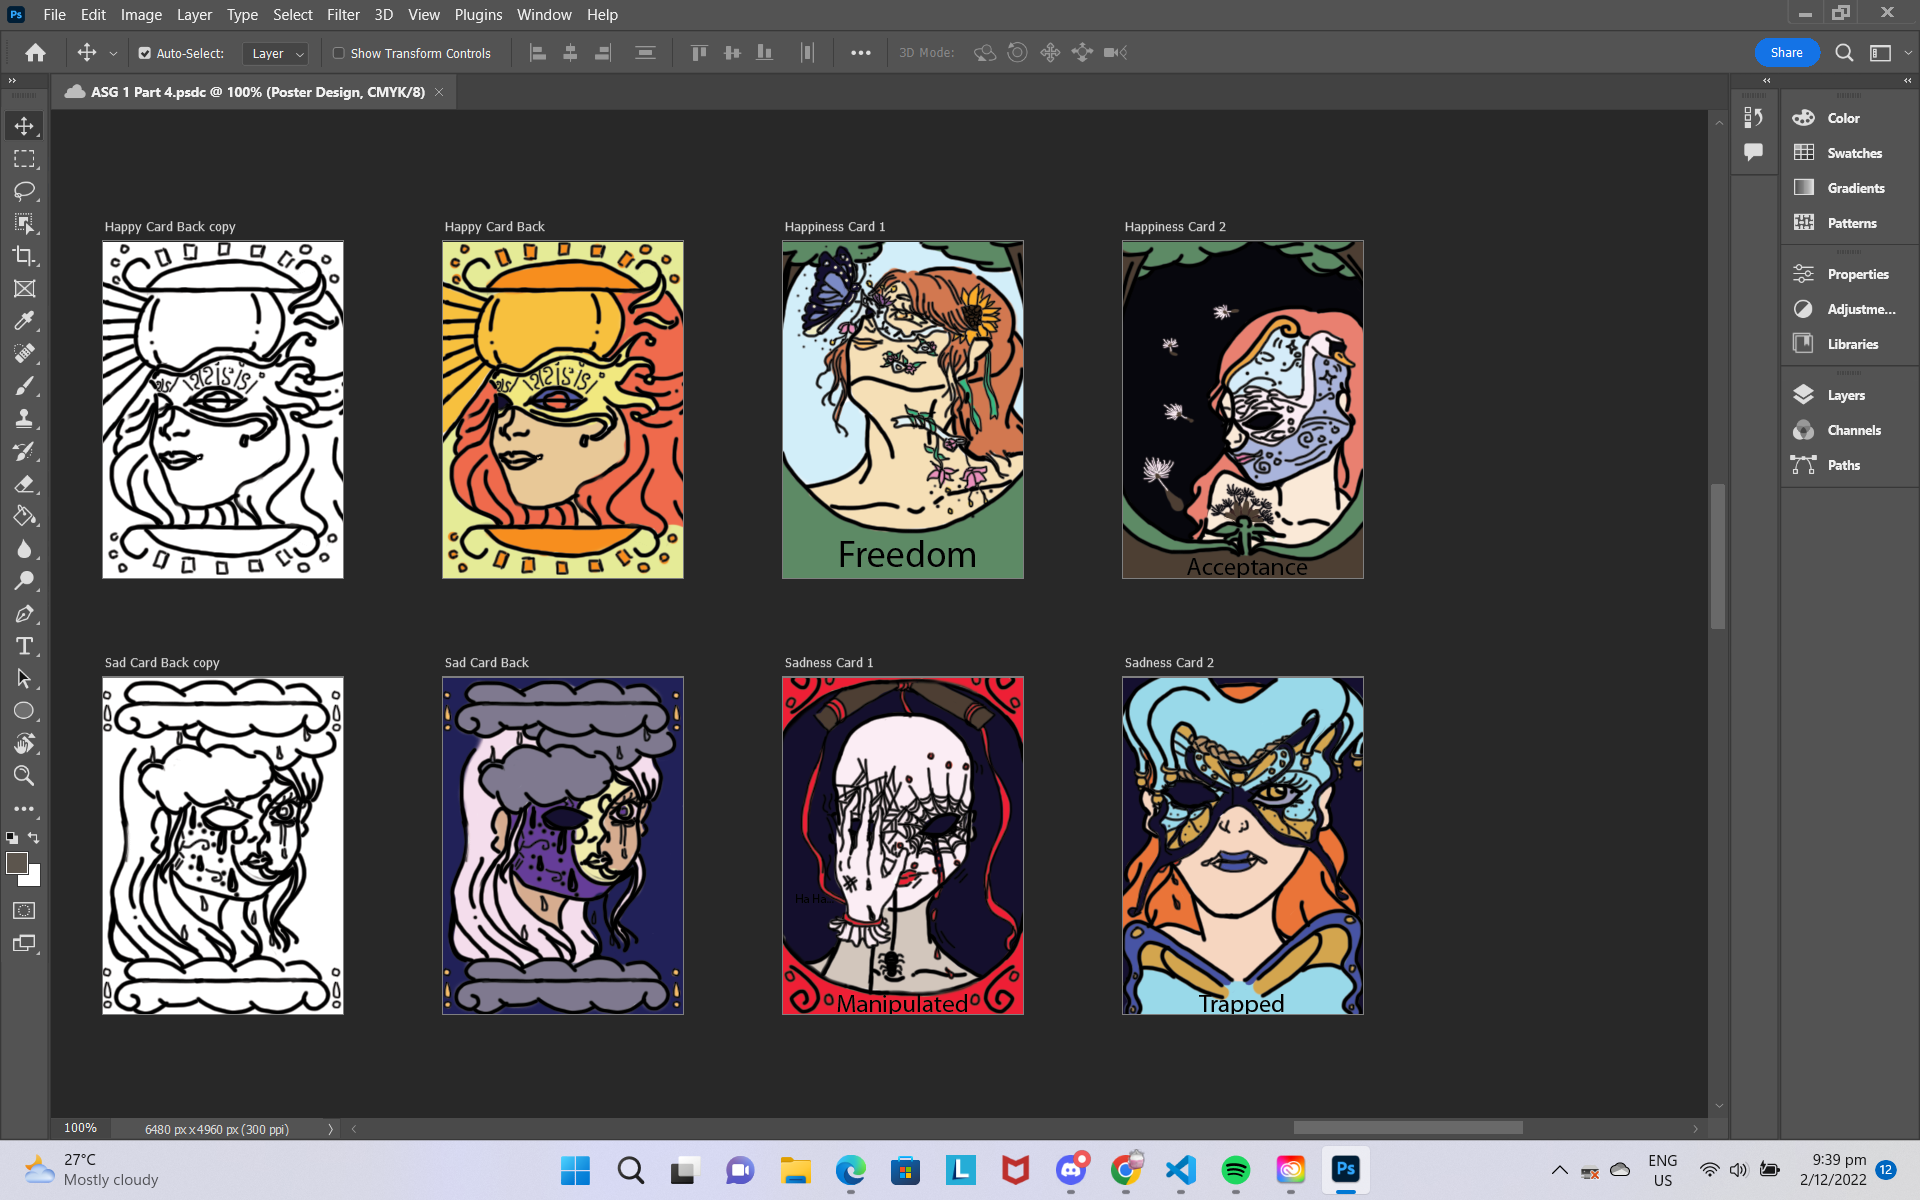 Ps File Edit Image Layer Type Select Filter 3D View Plugins Window Help
Auto-Select: Layer Show Transform Controls 3D Mode: Share
ASG 1 Part 4.psdc @ 100% (Poster Design, CMYK/8)
Color
Swatches
Gradients
Patterns
Properties
Adjustme...
Libraries
Layers
Channels
Paths
Happy Card Back copy
Happy Card Back
Happiness Card 1
Happiness Card 2
Freedom
Acceptance
Sad Card Back copy
Sad Card Back
Sadness Card 1
Sadness Card 2
Ha Ha...
Manipulated
Trapped
100% 6480 px x 4960 px (300 ppi)
27°C
Mostly cloudy
L
Ps
ENG
US
9:39 pm
2/12/2022
12